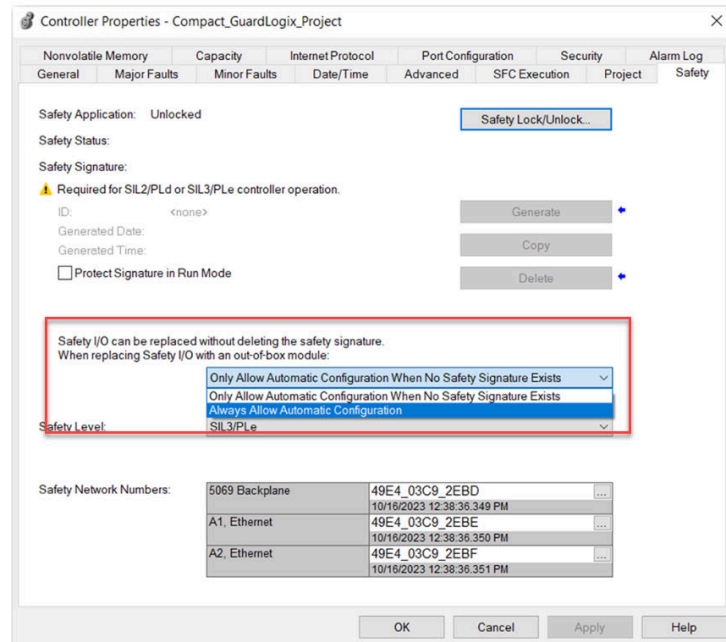 Controller Properties - Compact_GuardLogix_Project
Nonvolatile Memory Capacity Internet Protocol Port Configuration Security Alarm Log
General Major Faults Minor Faults Date/Time Advanced SFC Execution Project Safety
Safety Application: Unlocked Safety Lock/Unlock...
Safety Status:
Safety Signature:
Required for SIL2/PLd or SIL3/PLe controller operation.
ID: <none> Generate
Generated Date:
Generated Time: Copy
Protect Signature in Run Mode Delete
Safety I/O can be replaced without deleting the safety signature.
When replacing Safety I/O with an out-of-box module:
Only Allow Automatic Configuration When No Safety Signature Exists
Only Allow Automatic Configuration When No Safety Signature Exists
Always Allow Automatic Configuration
Safety Level: SIL3/PLe
Safety Network Numbers: 5069 Backplane 49E4_03C9_2EBD ...
10/16/2023 12:38:36.349 PM
A1, Ethernet 49E4_03C9_2EBE ...
10/16/2023 12:38:36.350 PM
A2, Ethernet 49E4_03C9_2EBF ...
10/16/2023 12:38:36.351 PM
OK Cancel Apply Help